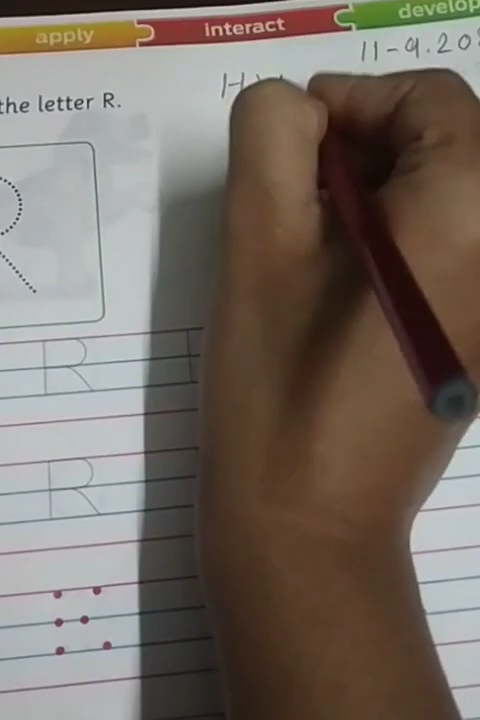 apply interact develop
11-9.20
the letter R.
R
R
R